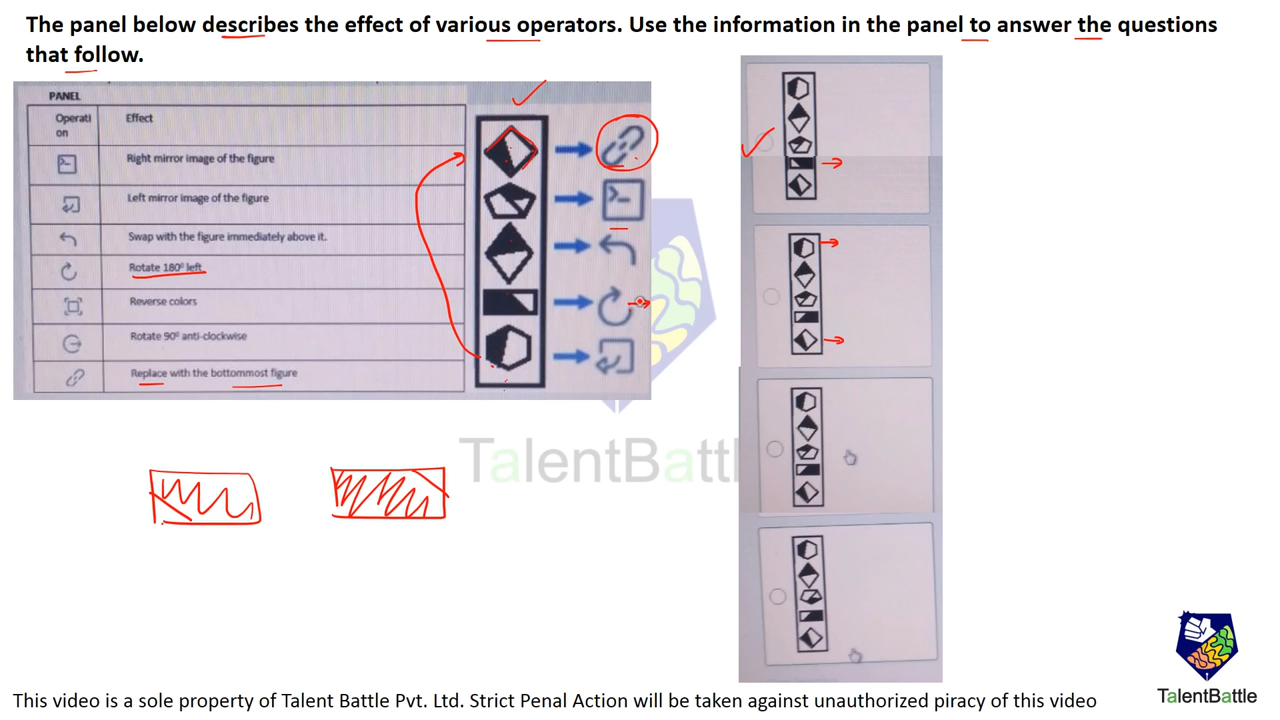 The panel below describes the effect of various operators. Use the information in the panel to answer the questions
that follow.
PANEL
Operati
on
Effect
Right mirror image of the figure
Left mirror image of the figure
Swap with the figure immediately above it.
Rotate 180⁰ left
Reverse colors
Rotate 90⁰ anti-clockwise
Replace with the bottommost figure
TalentBattl
TalentBattle
This video is a sole property of Talent Battle Pvt. Ltd. Strict Penal Action will be taken against unauthorized piracy of this video